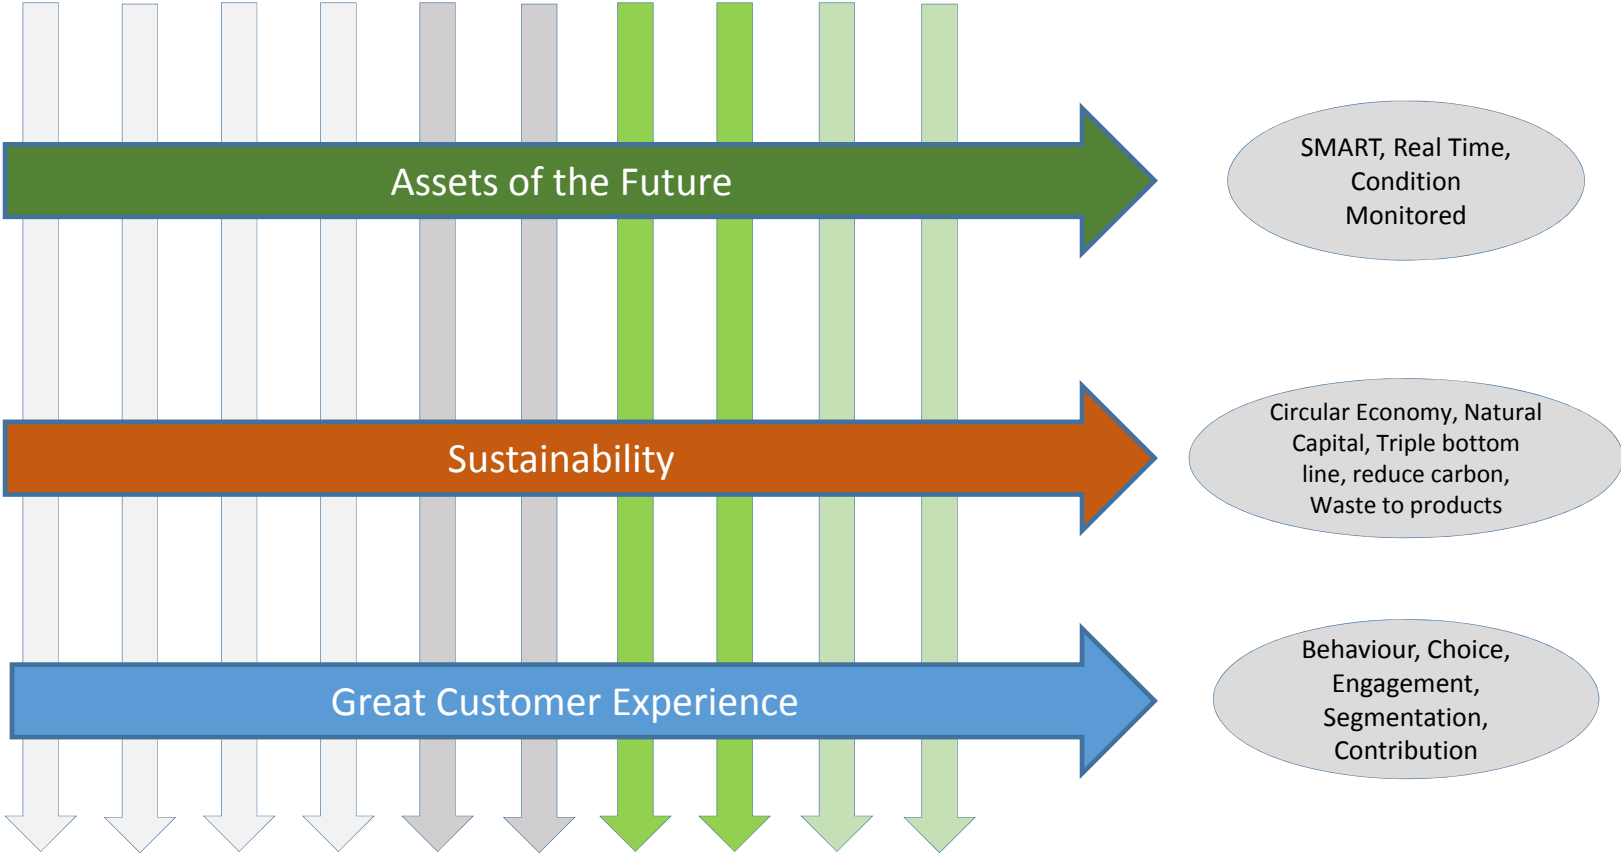 Assets of the Future
SMART, Real Time,
Condition
Monitored
Sustainability
Circular Economy, Natural
Capital, Triple bottom
line, reduce carbon,
Waste to products
Great Customer Experience
Behaviour, Choice,
Engagement,
Segmentation,
Contribution